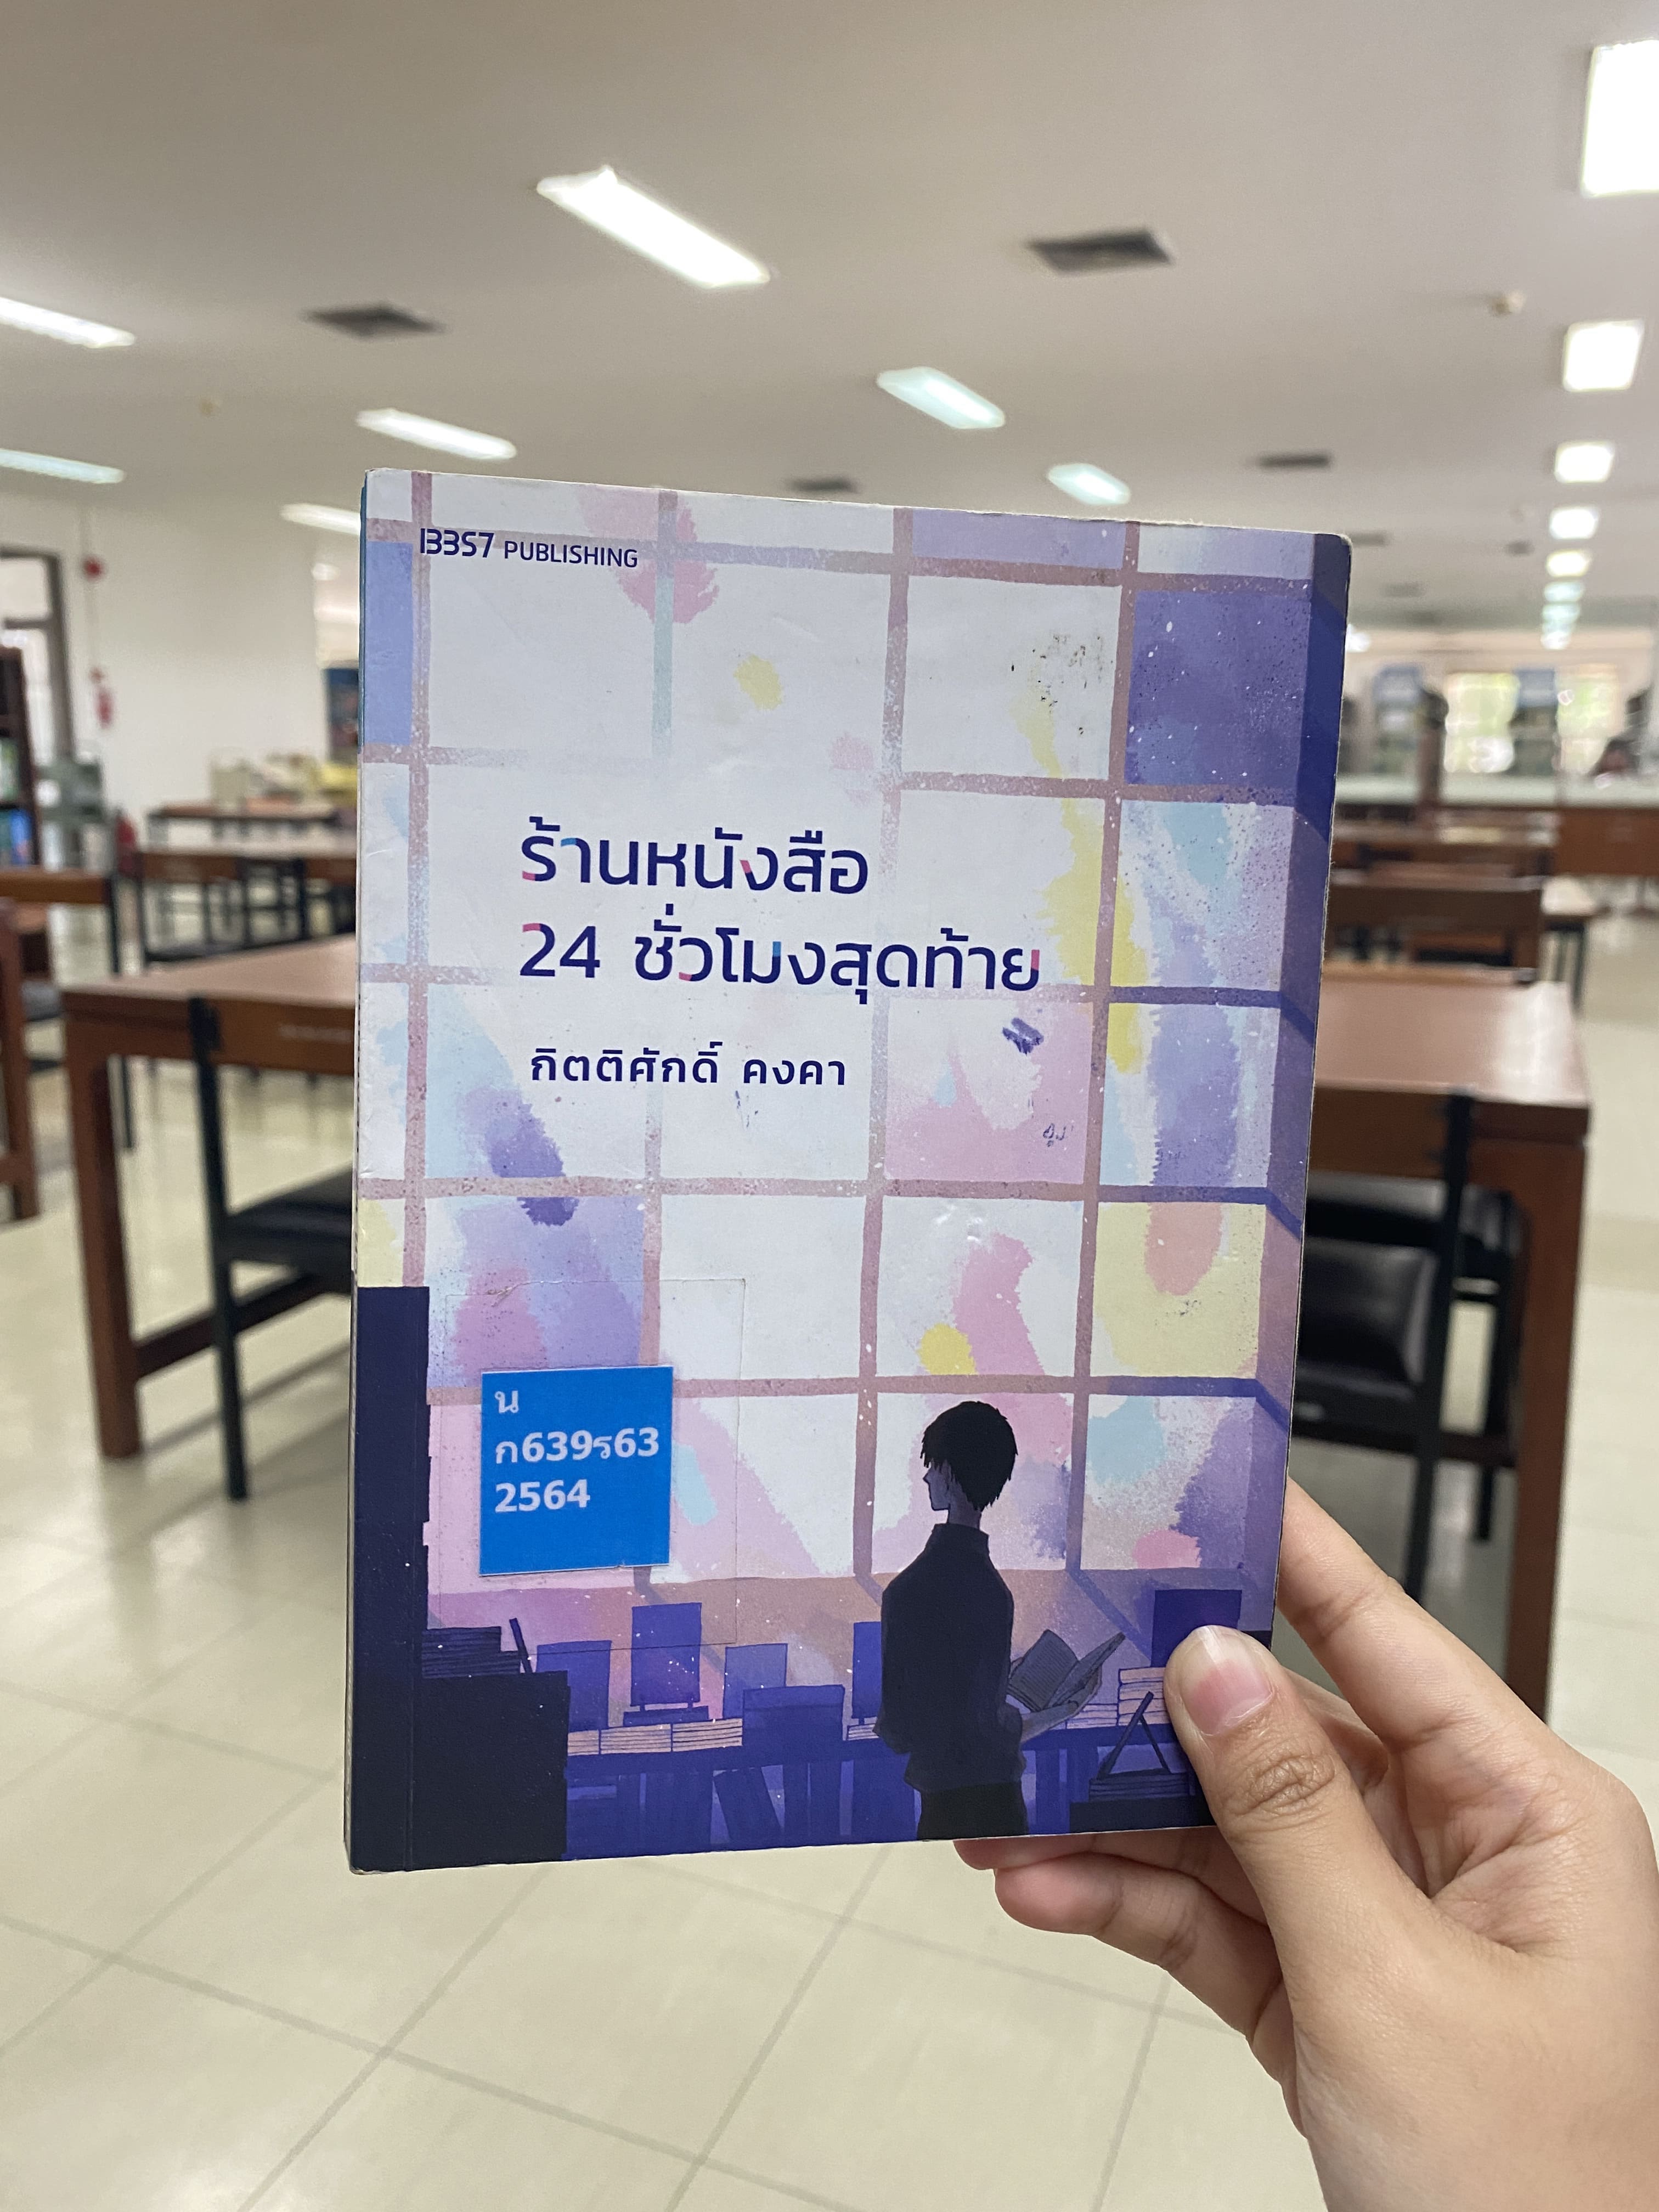 1337 PUBLISHING
ร้านหนังสือ
24 ชั่วโมงสุดท้าย
กิตติศักดิ์ คงคา
น
ก639ร63
2564